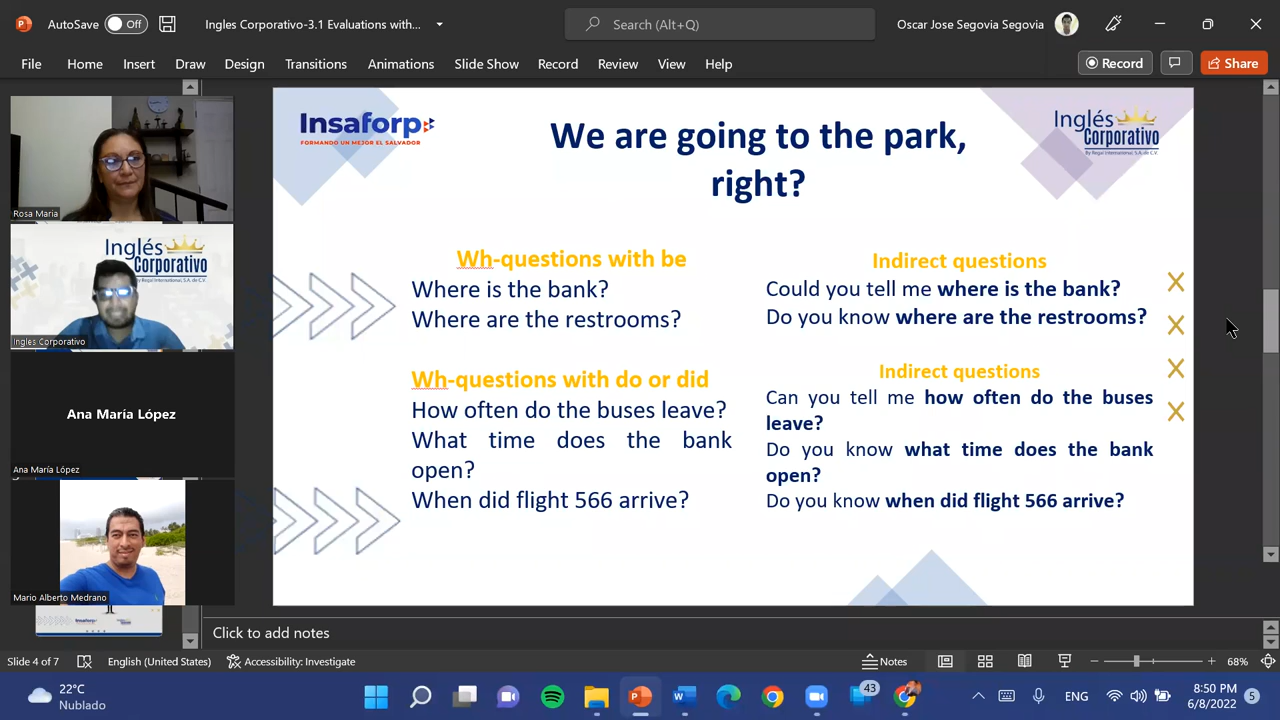 AutoSave
Off
Ingles Corporativo-3.1 Evaluations with...
Search (Alt+Q)
Oscar Jose Segovia Segovia
File
Home
Insert
Draw
Design
Transitions
Animations
Slide Show
Record
Review
View
Help
Record
Share
Rosa Maria
Inglés
Corporativo
Ingles Corporativo
Ana María López
Ana María López
Mario Alberto Medrano
Insaforp
FORMANDO UN MEJOR EL SALVADOR
We are going to the park,
right?
Inglés
Corporativo
By Regal International, S.A. de C.V.
Wh-questions with be
Where is the bank?
Where are the restrooms?
Wh-questions with do or did
How often do the buses leave?
What time does the bank
open?
When did flight 566 arrive?
Indirect questions
Could you tell me where is the bank?
Do you know where are the restrooms?
Indirect questions
Can you tell me how often do the buses
leave?
Do you know what time does the bank
open?
Do you know when did flight 566 arrive?
Click to add notes
Slide 4 of 7
English (United States)
Accessibility: Investigate
Notes
68%
22°C
Nublado
43
ENG
8:50 PM
6/8/2022
5